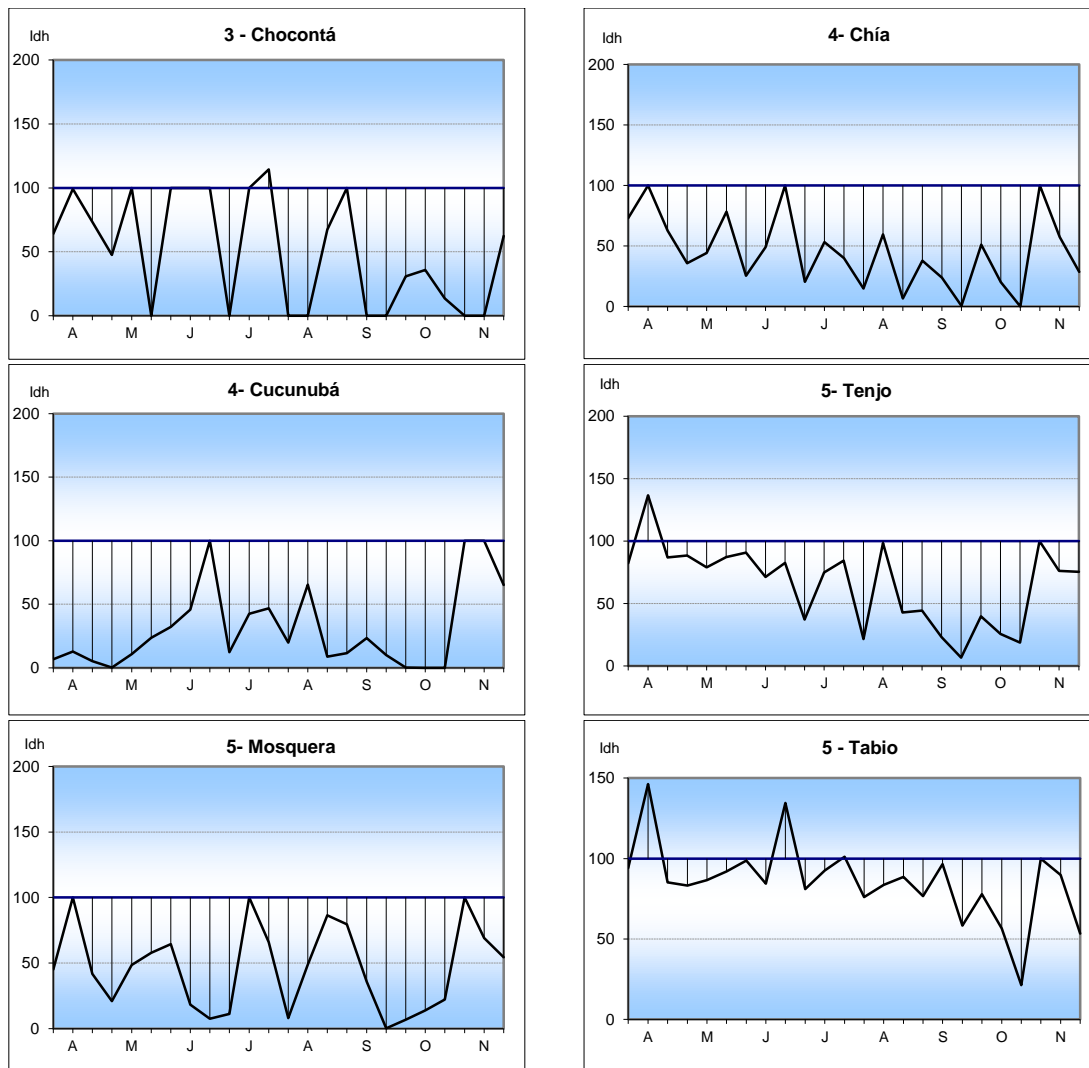 Idh
3 - Chocontá
200
150
100
50
0
A M J J A S O N
Idh
4- Chía
200
150
100
50
0
A M J J A S O N
Idh
4- Cucunubá
200
150
100
50
0
A M J J A S O N
Idh
5- Tenjo
200
150
100
50
0
A M J J A S O N
Idh
5- Mosquera
200
150
100
50
0
A M J J A S O N
Idh
5 - Tabio
150
100
50
0
A M J J A S O N